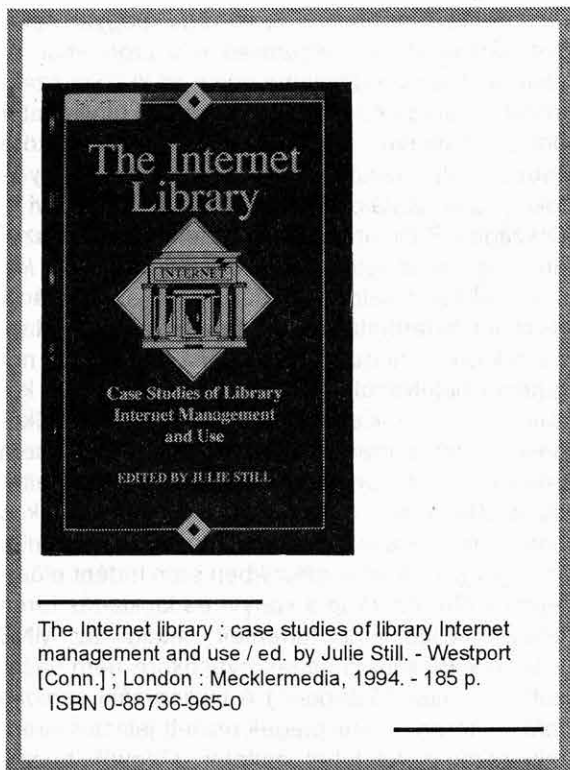 The Internet
Library
INTERNET
Case Studies of Library
Internet Management
and Use
EDITED BY JULIE STILL
The Internet library : case studies of library Internet
management and use / ed. by Julie Still. - Westport
[Conn.] ; London : Mecklermedia, 1994. - 185 p.
ISBN 0-88736-965-0